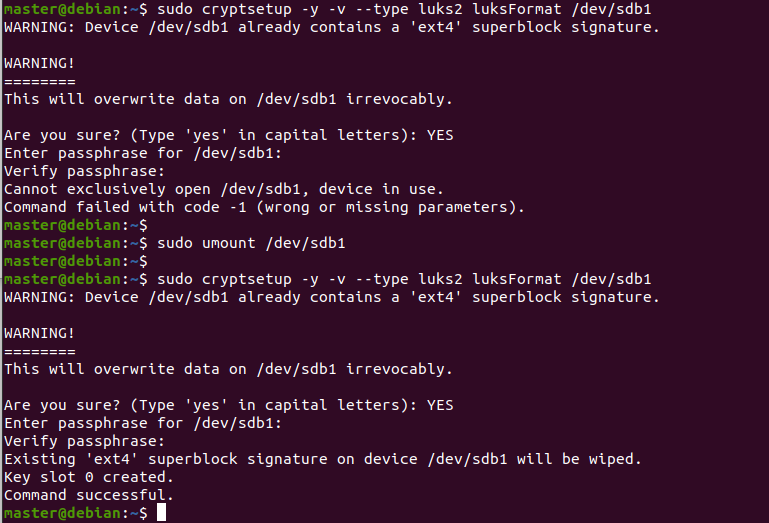 master@debian:~$ sudo cryptsetup -y -v --type luks2 luksFormat /dev/sdb1
WARNING: Device /dev/sdb1 already contains a 'ext4' superblock signature.
WARNING!
========
This will overwrite data on /dev/sdb1 irrevocably.
Are you sure? (Type 'yes' in capital letters): YES
Enter passphrase for /dev/sdb1:
Verify passphrase:
Cannot exclusively open /dev/sdb1, device in use.
Command failed with code -1 (wrong or missing parameters).
master@debian:~$
master@debian:~$ sudo umount /dev/sdb1
master@debian:~$
master@debian:~$ sudo cryptsetup -y -v --type luks2 luksFormat /dev/sdb1
WARNING: Device /dev/sdb1 already contains a 'ext4' superblock signature.
WARNING!
========
This will overwrite data on /dev/sdb1 irrevocably.
Are you sure? (Type 'yes' in capital letters): YES
Enter passphrase for /dev/sdb1:
Verify passphrase:
Existing 'ext4' superblock signature on device /dev/sdb1 will be wiped.
Key slot 0 created.
Command successful.
master@debian:~$